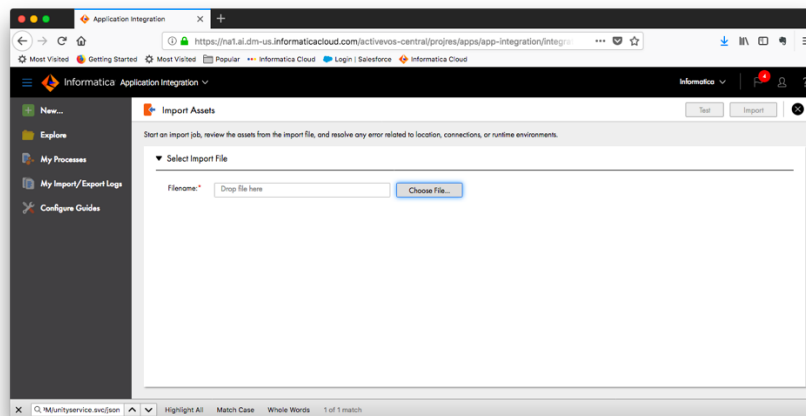 Application Integration
https://na1.ai.dm-us.informaticacloud.com/activevos-central/projres/apps/app-integration/integra
Most Visited Getting Started Most Visited Popular Informatica Cloud Login | Salesforce Informatica Cloud
Informatica Application Integration Informatica 4
New... Import Assets Test Import
Start an import job, review the assets from the import file, and resolve any error related to location, connections, or runtime environments.
Explore
My Processes Select Import File
My Import/Export Logs Filename:* Drop file here Choose File...
Configure Guides
M/unityservice.svc/json Highlight All Match Case Whole Words 1 of 1 match